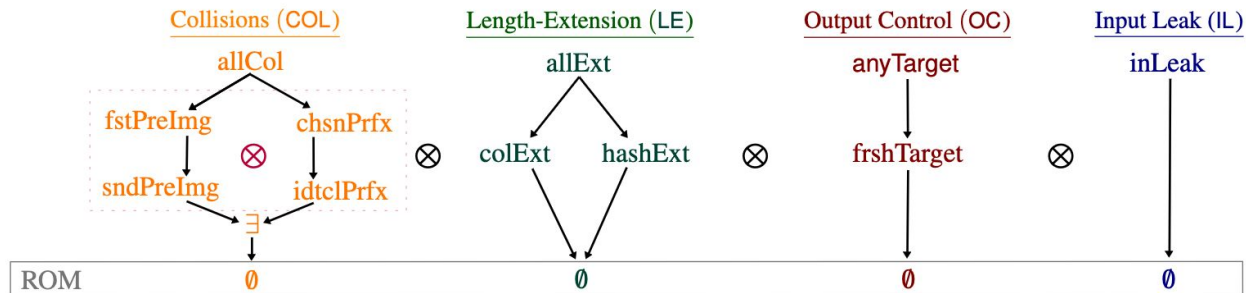 Collisions (COL) Length-Extension (LE) Output Control (OC) Input Leak (IL)
allCol allExt anyTarget inLeak
fstPreImg chsnPrfx
⊗ ⊗ colExt hashExt ⊗ frshTarget ⊗
sndPreImg idtclPrfx
∃
ROM ∅ ∅ ∅ ∅